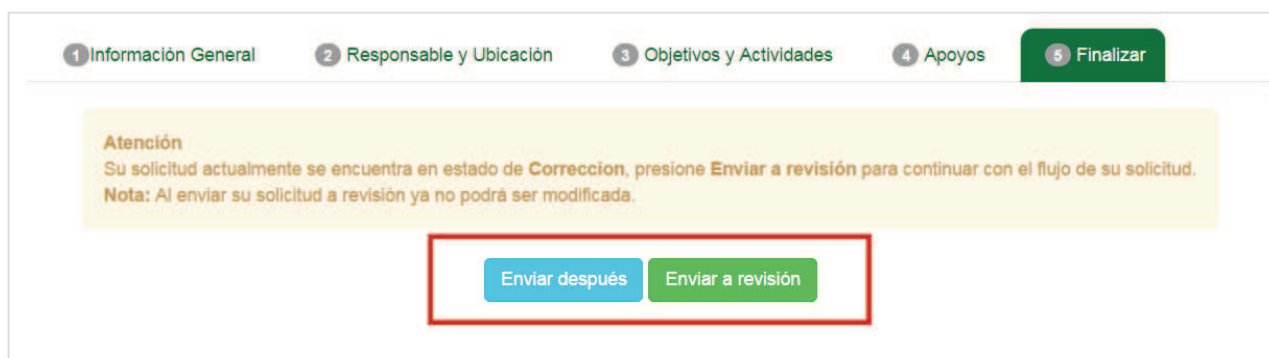 1 Información General 2 Responsable y Ubicación 3 Objetivos y Actividades 4 Apoyos 5 Finalizar
Atención
Su solicitud actualmente se encuentra en estado de Correccion, presione Enviar a revisión para continuar con el flujo de su solicitud.
Nota: Al enviar su solicitud a revisión ya no podrá ser modificada.
Enviar después Enviar a revisión